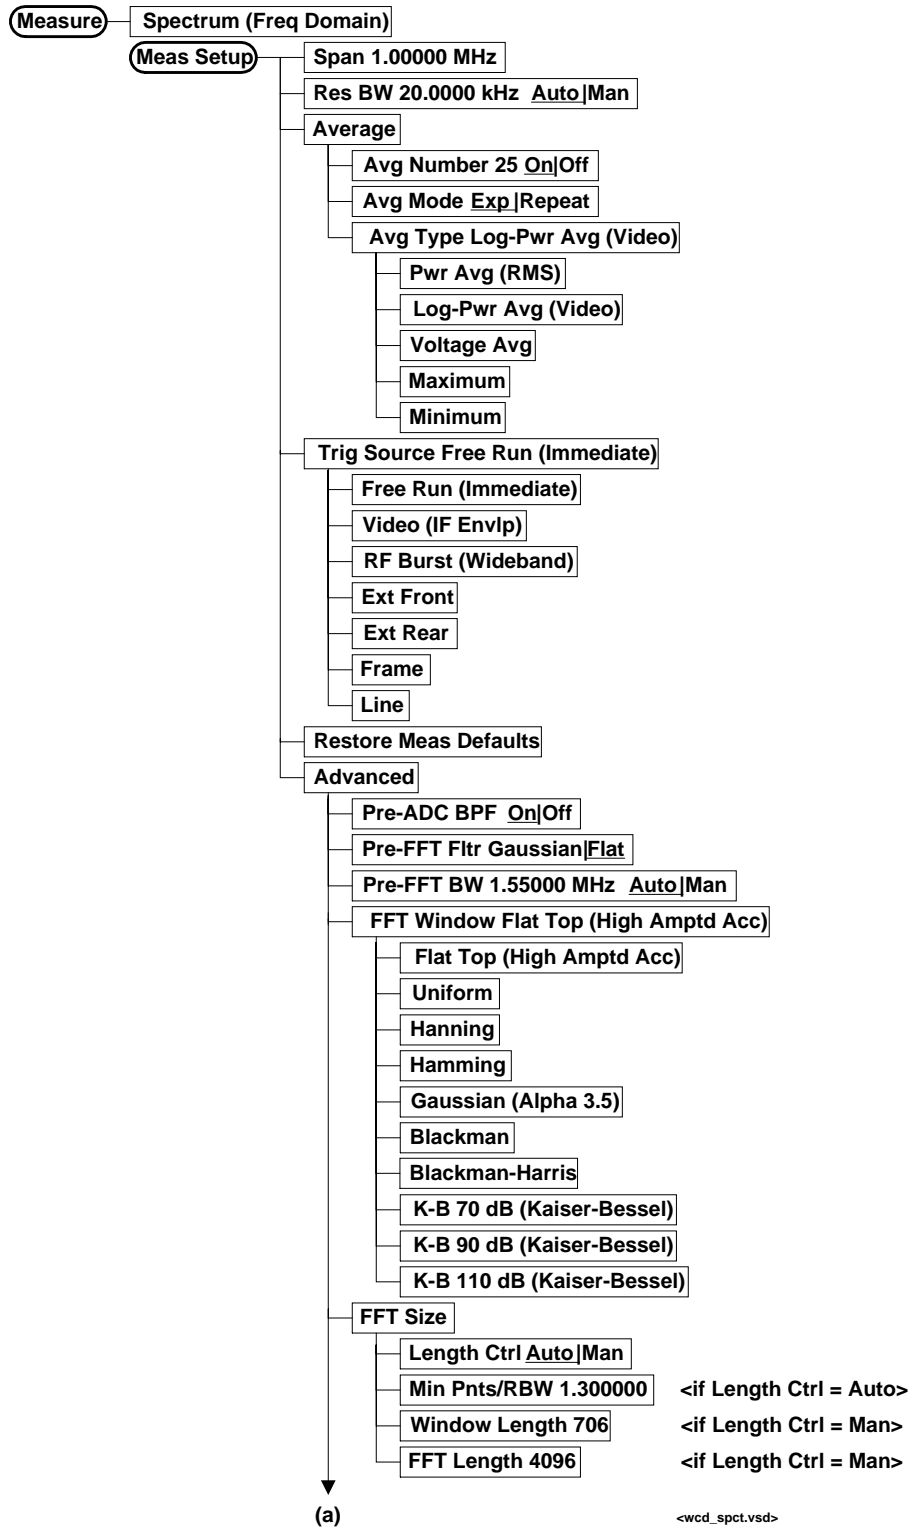 Measure
Spectrum (Freq Domain)
Meas Setup
Span 1.00000 MHz
Res BW 20.0000 kHz Auto|Man
Average
Avg Number 25 On|Off
Avg Mode Exp|Repeat
Avg Type Log-Pwr Avg (Video)
Pwr Avg (RMS)
Log-Pwr Avg (Video)
Voltage Avg
Maximum
Minimum
Trig Source Free Run (Immediate)
Free Run (Immediate)
Video (IF Envlp)
RF Burst (Wideband)
Ext Front
Ext Rear
Frame
Line
Restore Meas Defaults
Advanced
Pre-ADC BPF On|Off
Pre-FFT Fltr Gaussian|Flat
Pre-FFT BW 1.55000 MHz Auto|Man
FFT Window Flat Top (High Amptd Acc)
Flat Top (High Amptd Acc)
Uniform
Hanning
Hamming
Gaussian (Alpha 3.5)
Blackman
Blackman-Harris
K-B 70 dB (Kaiser-Bessel)
K-B 90 dB (Kaiser-Bessel)
K-B 110 dB (Kaiser-Bessel)
FFT Size
Length Ctrl Auto|Man
Min Pnts/RBW 1.300000 <if Length Ctrl = Auto>
Window Length 706 <if Length Ctrl = Man>
FFT Length 4096 <if Length Ctrl = Man>
(a)
<wcd_spct.vsd>